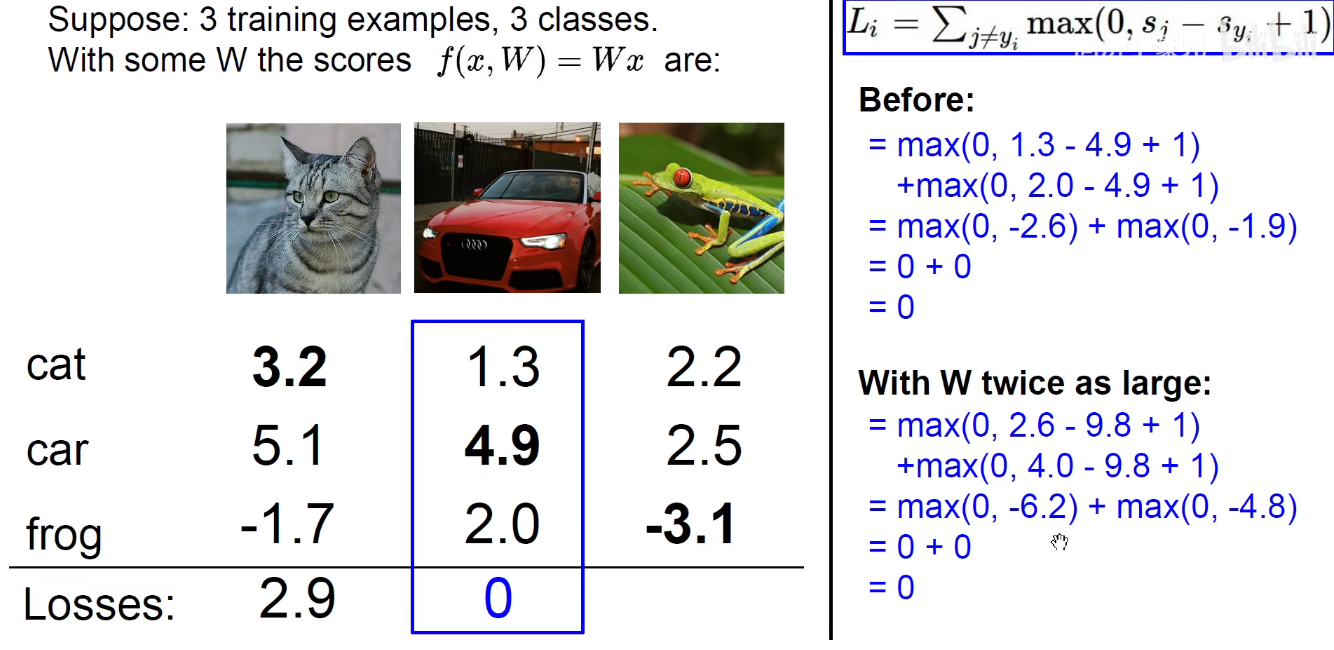 Suppose: 3 training examples, 3 classes.
With some W the scores f(x, W) = Wx are:
cat 3.2 1.3 2.2
car 5.1 4.9 2.5
frog -1.7 2.0 -3.1
Losses: 2.9 0
L_i = ∑_{j≠y_i} max(0, s_j − s_{y_i} + 1)
bilibili
Before:
= max(0, 1.3 - 4.9 + 1)
+max(0, 2.0 - 4.9 + 1)
= max(0, -2.6) + max(0, -1.9)
= 0 + 0
= 0
With W twice as large:
= max(0, 2.6 - 9.8 + 1)
+max(0, 4.0 - 9.8 + 1)
= max(0, -6.2) + max(0, -4.8)
= 0 + 0
= 0